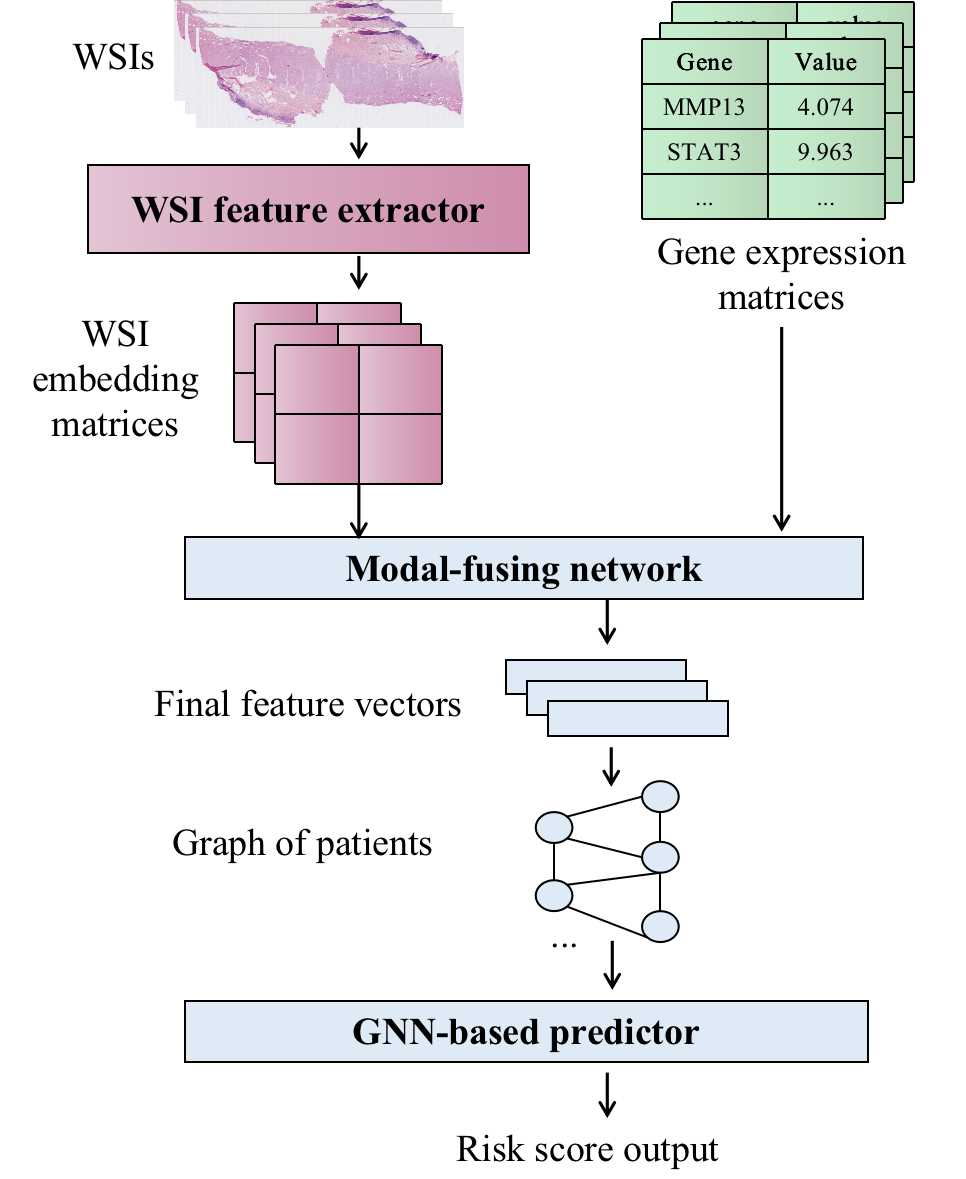 WSIs
Gene Value
MMP13 4.074
STAT3 9.963
... ...
WSI feature extractor
Gene expression
matrices
WSI
embedding
matrices
Modal-fusing network
Final feature vectors
Graph of patients
...
GNN-based predictor
Risk score output